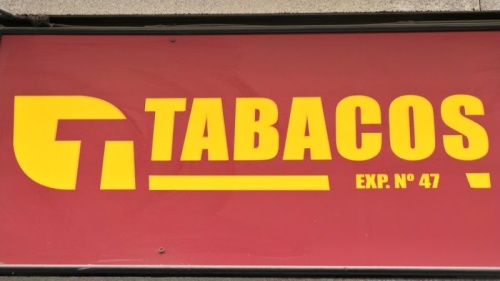 T TABACOS
EXP. Nº 47